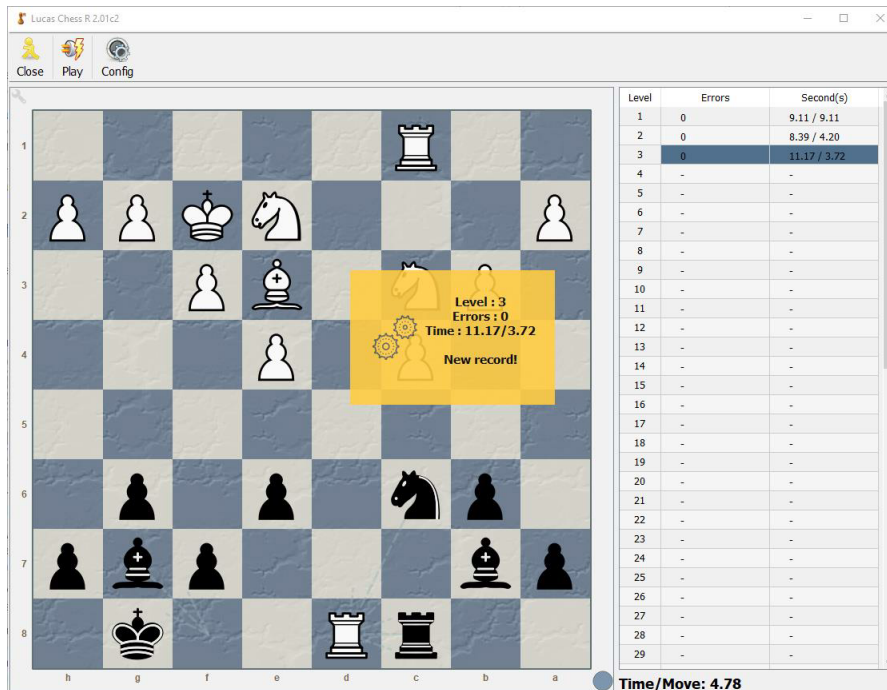 Lucas Chess R 2.01c2
Close Play Config
Level Errors Second(s)
1 0 9.11 / 9.11
2 0 8.39 / 4.20
3 0 11.17 / 3.72
4 - -
5 - -
6 - -
7 - -
8 - -
9 - -
10 - -
11 - -
12 - -
13 - -
14 - -
15 - -
16 - -
17 - -
18 - -
19 - -
20 - -
21 - -
22 - -
23 - -
24 - -
25 - -
26 - -
27 - -
28 - -
29 - -
1
2
3
Level : 3
Errors : 0
Time : 11.17/3.72
New record!
4
5
6
7
8
h g f e d c b a
Time/Move: 4.78